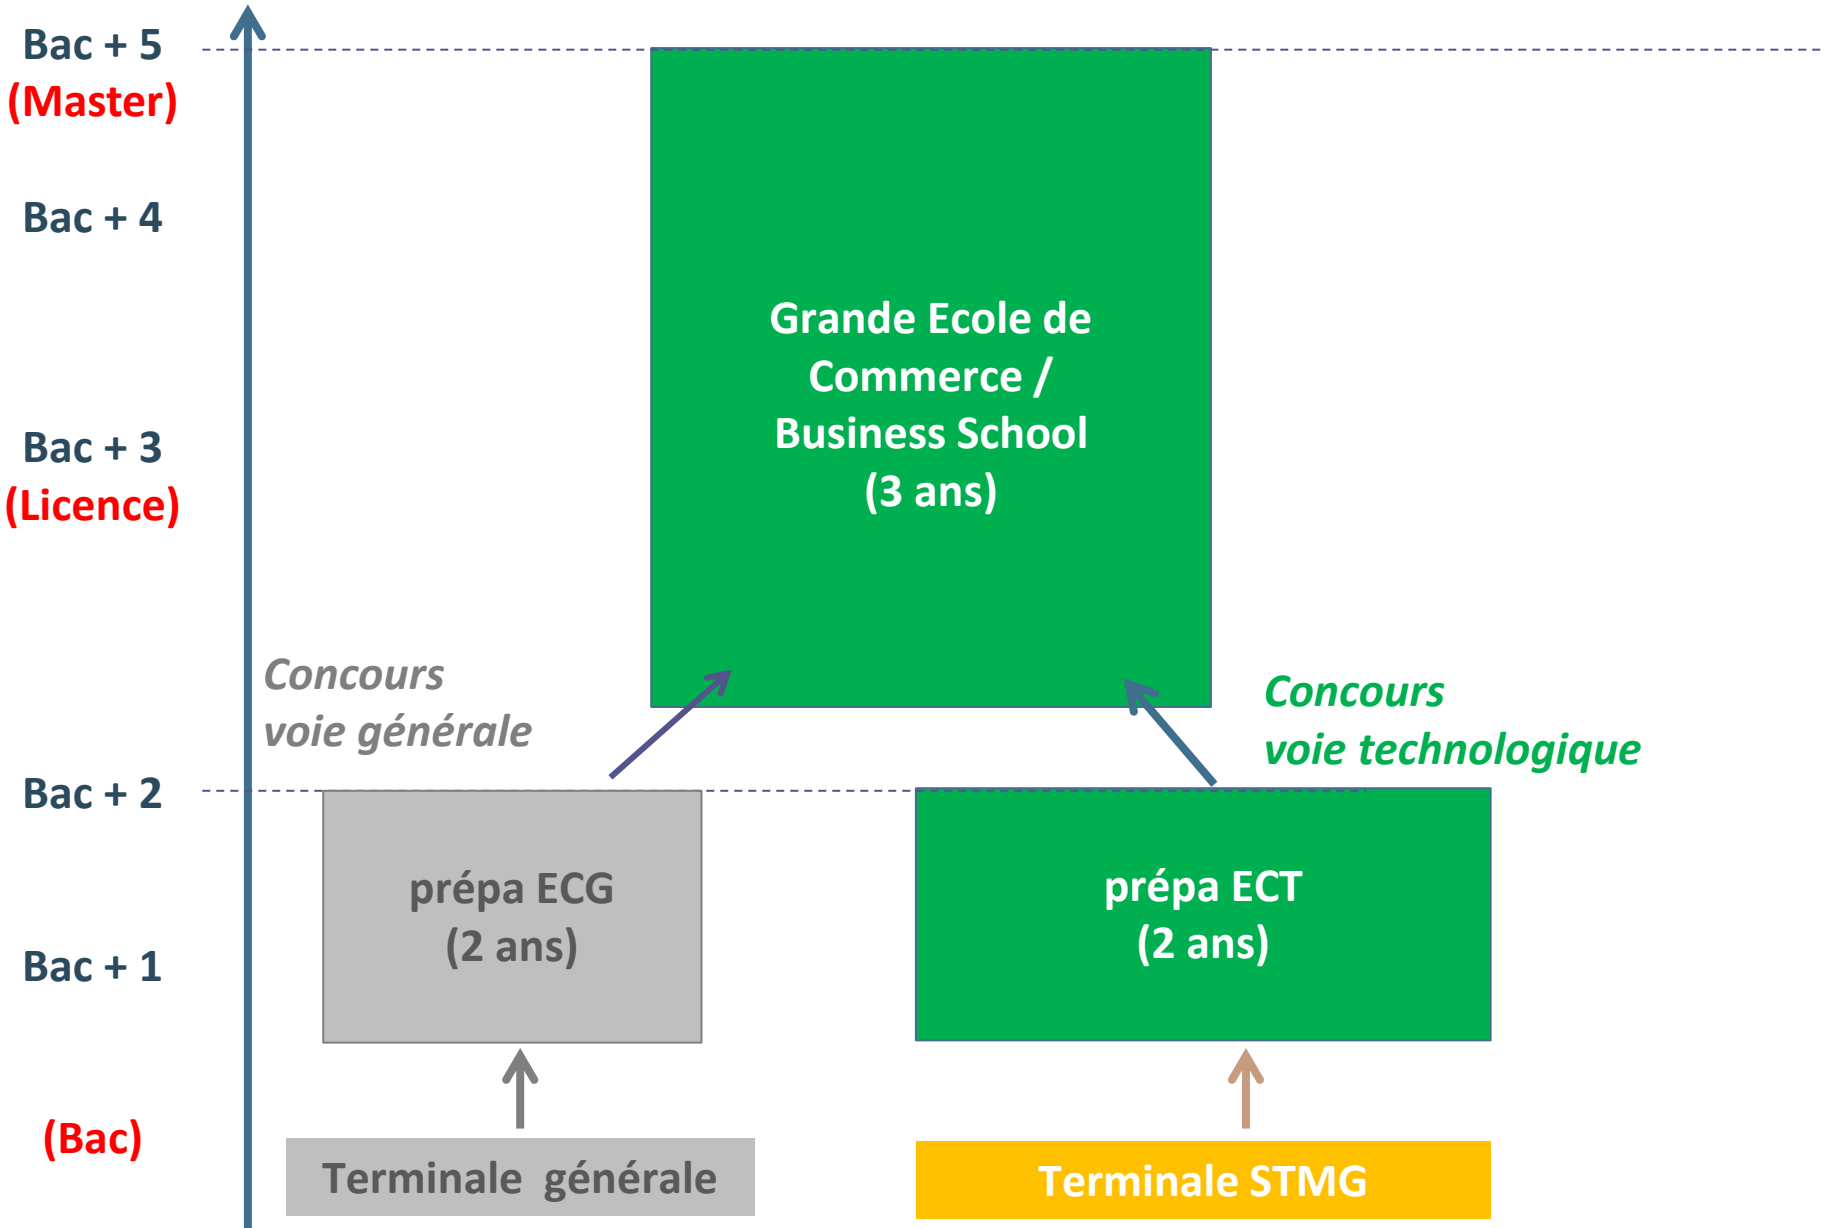 Bac + 5
(Master)
Bac + 4
Grande Ecole de
Commerce /
Business School
(3 ans)
Bac + 3
(Licence)
Concours
voie générale
Concours
voie technologique
Bac + 2
prépa ECG
(2 ans)
prépa ECT
(2 ans)
Bac + 1
(Bac)
Terminale générale
Terminale STMG